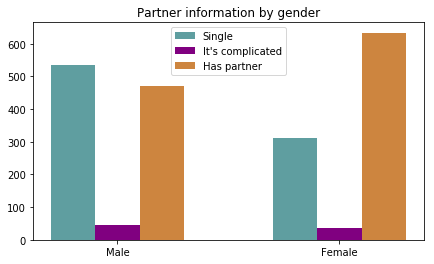 Partner information by gender
Single
It's complicated
Has partner
600
500
400
300
200
100
0
Male
Female